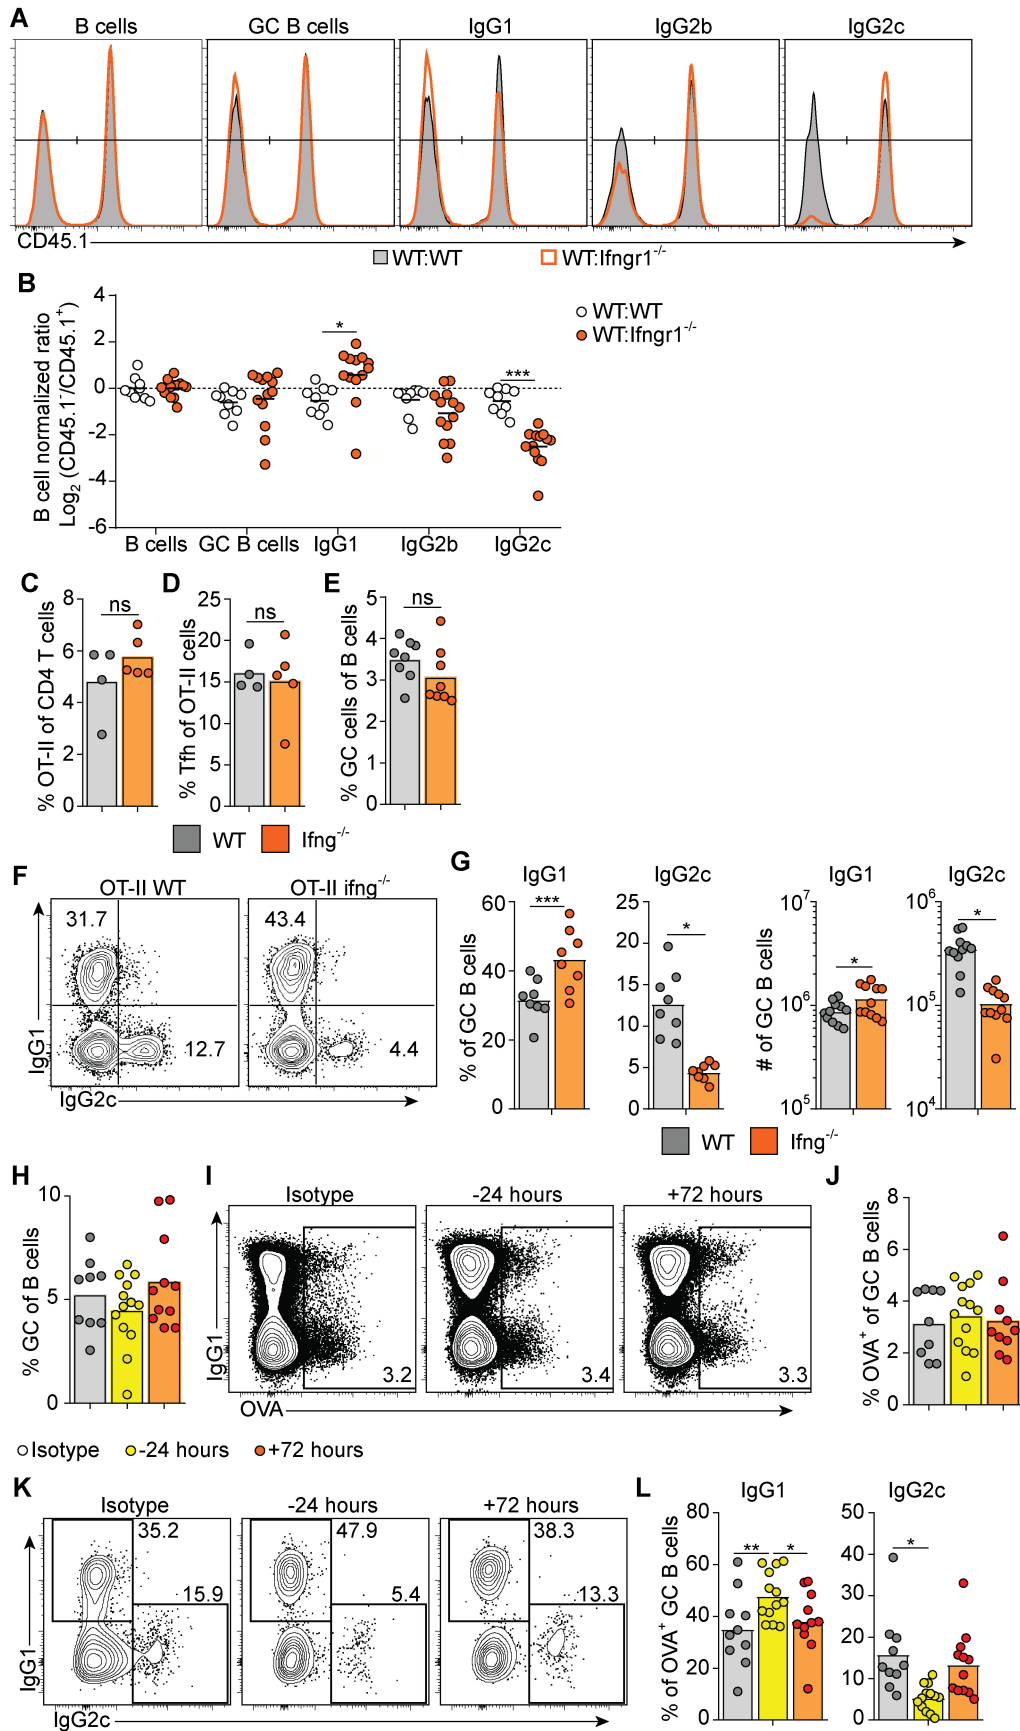 A
B cells
GC B cells
IgG1
IgG2b
IgG2c
CD45.1
WT:WT
WT:Ifngr1-/-
B
B cell normalized ratio
Log2 (CD45.1-/CD45.1+)
4
2
0
-2
-4
-6
*
***
WT:WT
WT:Ifngr1-/-
B cells
GC B cells
IgG1
IgG2b
IgG2c
C
% OT-II of CD4 T cells
8
6
4
2
0
ns
D
% Tfh of OT-II cells
25
20
15
10
5
0
ns
E
% GC cells of B cells
5
4
3
2
1
0
ns
WT
Ifng-/-
F
OT-II WT
OT-II ifng-/-
31.7
12.7
43.4
4.4
IgG1
IgG2c
G
IgG1
IgG2c
IgG1
IgG2c
% of GC B cells
60
40
20
0
***
25
20
15
10
5
0
*
# of GC B cells
10^7
10^6
10^5
*
10^6
10^5
10^4
*
WT
Ifng-/-
H
% GC of B cells
10
5
0
I
Isotype
-24 hours
+72 hours
3.2
3.4
3.3
IgG1
OVA
J
% OVA+ of GC B cells
8
6
4
2
0
Isotype
-24 hours
+72 hours
K
Isotype
-24 hours
+72 hours
35.2
15.9
47.9
5.4
38.3
13.3
IgG1
IgG2c
L
IgG1
IgG2c
% of OVA+ GC B cells
80
60
40
20
0
**
*
50
40
30
20
10
0
*